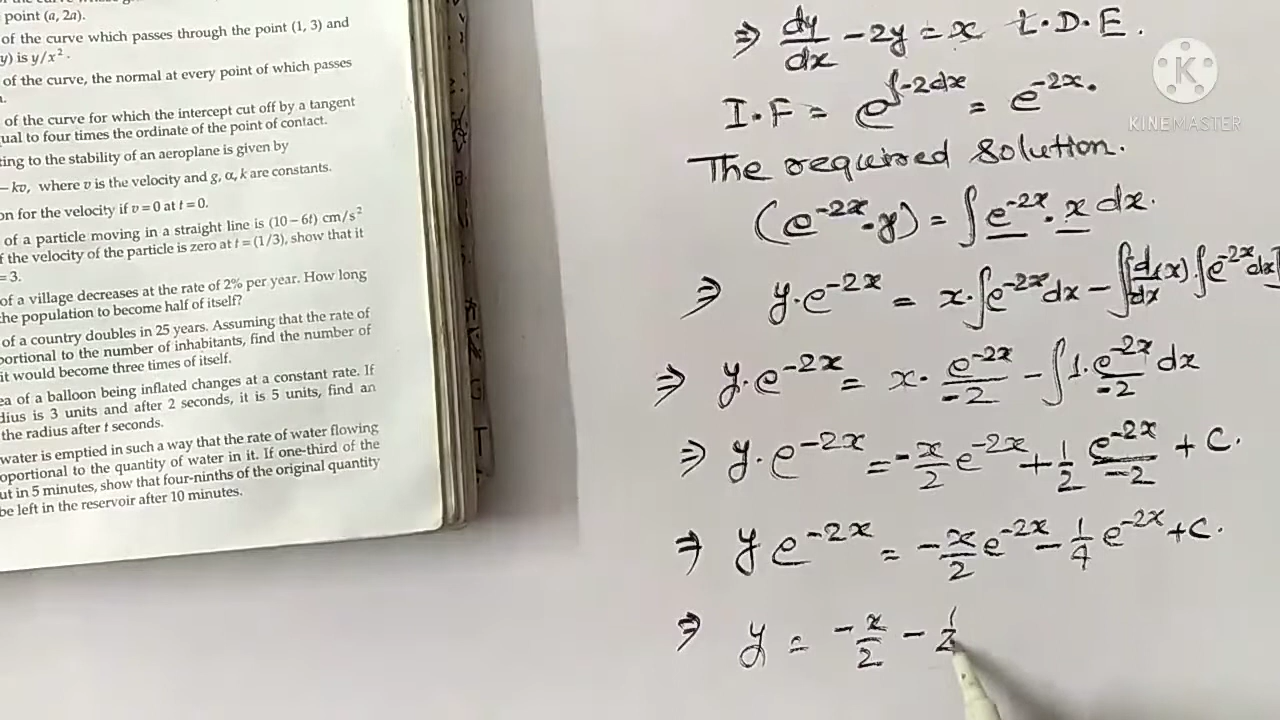 point (a, 2a).
of the curve which passes through the point (1, 3) and
y) is y/x².
of the curve, the normal at every point of which passes
of the curve for which the intercept cut off by a tangent
ual to four times the ordinate of the point of contact.
ting to the stability of an aeroplane is given by
– kv, where v is the velocity and g, α, k are constants.
on for the velocity if v = 0 at t = 0.
of a particle moving in a straight line is (10 – 6t) cm/s²
f the velocity of the particle is zero at t = (1/3), show that it
= 3.
of a village decreases at the rate of 2% per year. How long
the population to become half of itself?
of a country doubles in 25 years. Assuming that the rate of
portional to the number of inhabitants, find the number of
it would become three times of itself.
ea of a balloon being inflated changes at a constant rate. If
dius is 3 units and after 2 seconds, it is 5 units, find an
the radius after t seconds.
water is emptied in such a way that the rate of water flowing
oportional to the quantity of water in it. If one-third of the
ut in 5 minutes, show that four-ninths of the original quantity
be left in the reservoir after 10 minutes.
⇒ dy/dx – 2y = x L.D.E.
I.F = e^∫-2dx = e^-2x.
The required solution.
(e^-2x . y) = ∫ e^-2x . x dx.
⇒ y.e^-2x = x.∫e^-2x dx – ∫[d/dx (x) ∫e^-2x dx]
⇒ y.e^-2x = x. e^-2x/-2 – ∫1. e^-2x/-2 dx
⇒ y.e^-2x = -x/2 e^-2x + 1/2 e^-2x/-2 + C.
⇒ y e^-2x = -x/2 e^-2x – 1/4 e^-2x + C.
⇒ y = -x/2 –
KINEMASTER